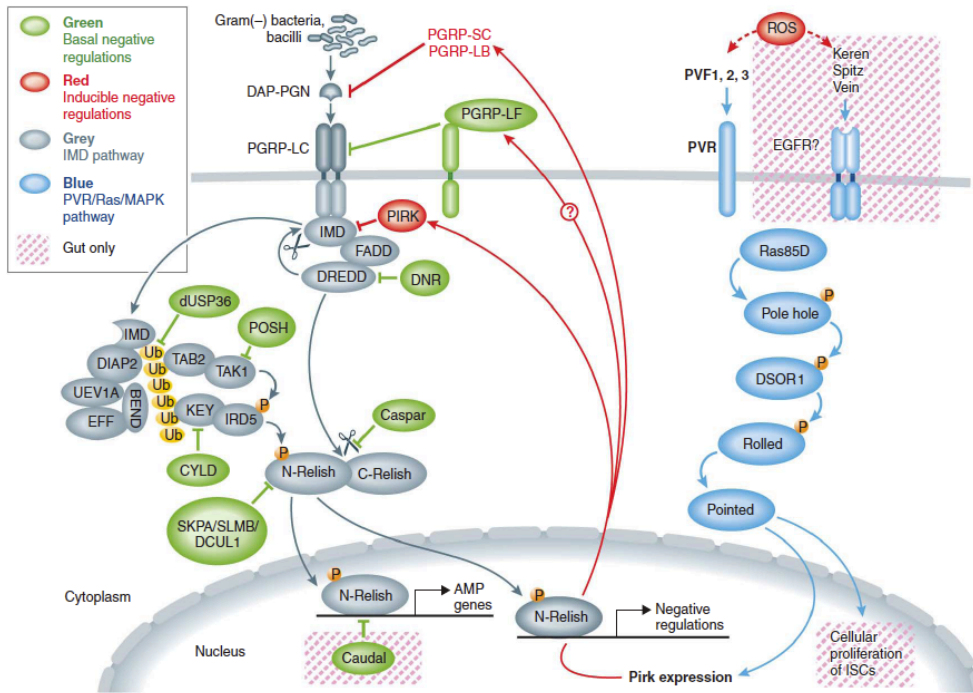 Green
Basal negative
regulations
Red
Inducible negative
regulations
Grey
IMD pathway
Blue
PVR/Ras/MAPK
pathway
Gut only
Gram(–) bacteria,
bacilli
DAP-PGN
PGRP-LC
PGRP-SC
PGRP-LB
PGRP-LF
?
IMD
PIRK
FADD
DREDD
DNR
dUSP36
POSH
IMD
Ub
DIAP2
TAB2
Ub
TAK1
Ub
UEV1A
BEND
Ub
KEY
IRD5
P
EFF
Ub
Ub
CYLD
P
Caspar
N-Relish
C-Relish
SKPA/SLMB/
DCUL1
Cytoplasm
Nucleus
P
N-Relish
AMP
genes
Caudal
P
N-Relish
Negative
regulations
Pirk expression
ROS
PVF1, 2, 3
Keren
Spitz
Vein
PVR
EGFR?
Ras85D
P
Pole hole
P
DSOR1
P
Rolled
Pointed
Cellular
proliferation
of ISCs